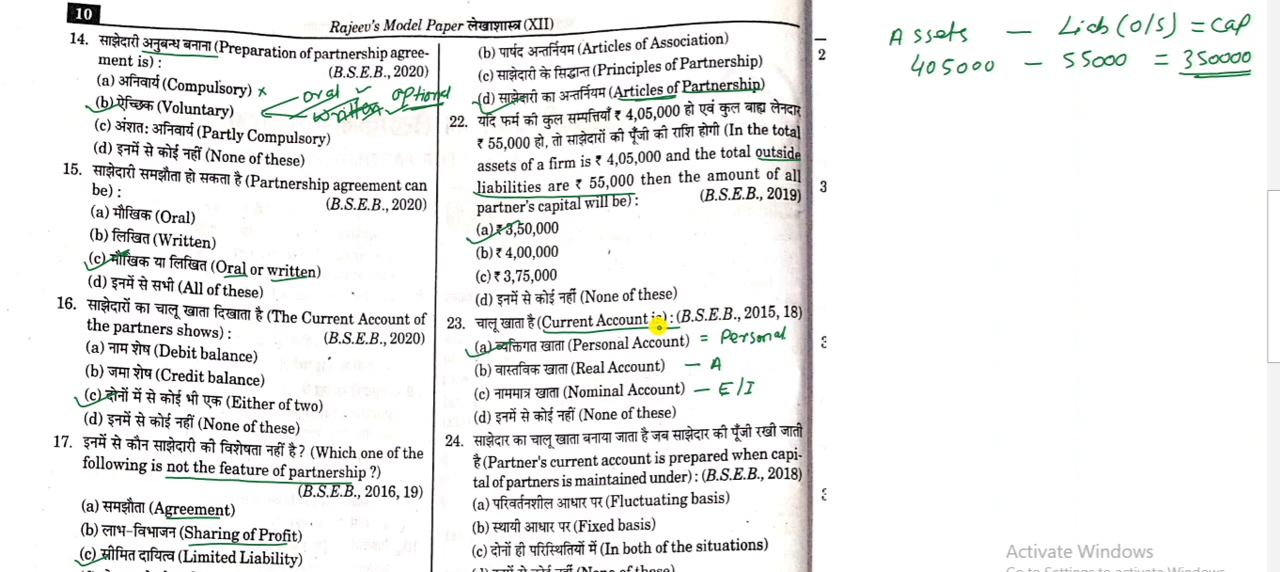 10
Rajeev's Model Paper लेखाशास्त्र (XII)
14. साझेदारी अनुबन्ध बनाना (Preparation of partnership agree-
ment is) :
(B.S.E.B., 2020)
(a) अनिवार्य (Compulsory) ×
(b) ऐच्छिक (Voluntary)
oral
written
optional
(c) अंशत: अनिवार्य (Partly Compulsory)
(d) इनमें से कोई नहीं (None of these)
15. साझेदारी समझौता हो सकता है (Partnership agreement can
be) :
(B.S.E.B., 2020)
(a) मौखिक (Oral)
(b) लिखित (Written)
(c) मौखिक या लिखित (Oral or written)
(d) इनमें से सभी (All of these)
16. साझेदारों का चालू खाता दिखाता है (The Current Account of
the partners shows) :
(B.S.E.B., 2020)
(a) नाम शेष (Debit balance)
(b) जमा शेष (Credit balance)
(c) दोनों में से कोई भी एक (Either of two)
(d) इनमें से कोई नहीं (None of these)
17. इनमें से कौन साझेदारी की विशेषता नहीं है? (Which one of the
following is not the feature of partnership ?)
(B.S.E.B., 2016, 19)
(a) समझौता (Agreement)
(b) लाभ-विभाजन (Sharing of Profit)
(c) सीमित दायित्व (Limited Liability)
(b) पार्षद अन्तर्नियम (Articles of Association)
(c) साझेदारी के सिद्धान्त (Principles of Partnership)
(d) साझेदारी का अन्तर्नियम (Articles of Partnership)
22. यदि फर्म की कुल सम्पत्तियाँ ₹ 4,05,000 हो एवं कुल वाह्य लेनदार
₹ 55,000 हो, तो साझेदारों की पूँजी की राशि होगी (In the total
assets of a firm is ₹ 4,05,000 and the total outside
liabilities are ₹ 55,000 then the amount of all
partner's capital will be) :
(B.S.E.B., 2019)
(a) ₹ 3,50,000
(b) ₹ 4,00,000
(c) ₹ 3,75,000
(d) इनमें से कोई नहीं (None of these)
23. चालू खाता है (Current Account is) : (B.S.E.B., 2015, 18)
(a) व्यक्तिगत खाता (Personal Account) = Personal
(b) वास्तविक खाता (Real Account) — A
(c) नाममात्र खाता (Nominal Account) — E/I
(d) इनमें से कोई नहीं (None of these)
24. साझेदार का चालू खाता बनाया जाता है जब साझेदार की पूँजी रखी जाती
है (Partner's current account is prepared when capi-
tal of partners is maintained under) : (B.S.E.B., 2018)
(a) परिवर्तनशील आधार पर (Fluctuating basis)
(b) स्थायी आधार पर (Fixed basis)
(c) दोनों ही परिस्थितियों में (In both of the situations)
2
3
Assets — Liab (O/S) = Cap
405000 — 55000 = 350000
Activate Windows